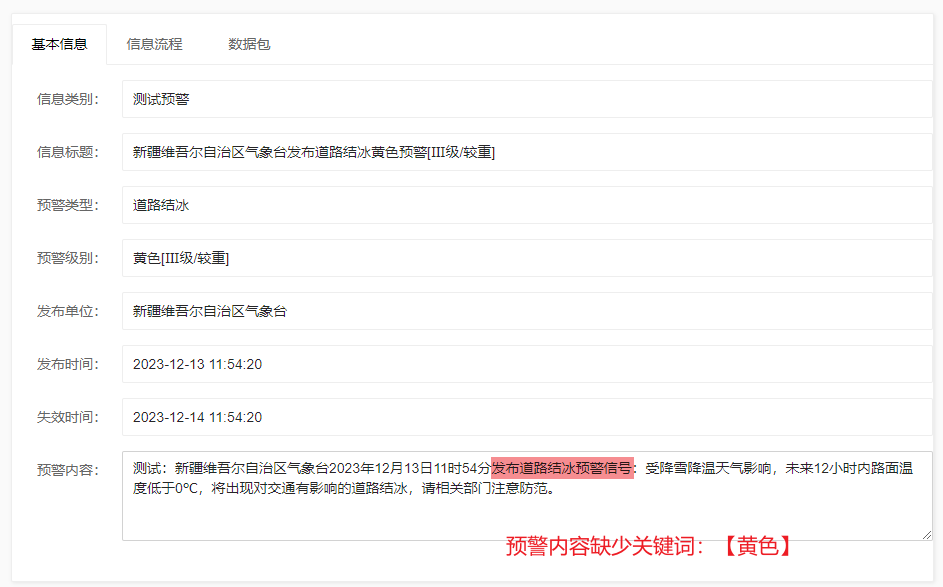 基本信息 信息流程 数据包
信息类别： 测试预警
信息标题： 新疆维吾尔自治区气象台发布道路结冰黄色预警[III级/较重]
预警类型： 道路结冰
预警级别： 黄色[III级/较重]
发布单位： 新疆维吾尔自治区气象台
发布时间： 2023-12-13 11:54:20
失效时间： 2023-12-14 11:54:20
预警内容： 测试：新疆维吾尔自治区气象台2023年12月13日11时54分发布道路结冰预警信号：受降雪降温天气影响，未来12小时内路面温
度低于0℃，将出现对交通有影响的道路结冰，请相关部门注意防范。
预警内容缺少关键词：【黄色】